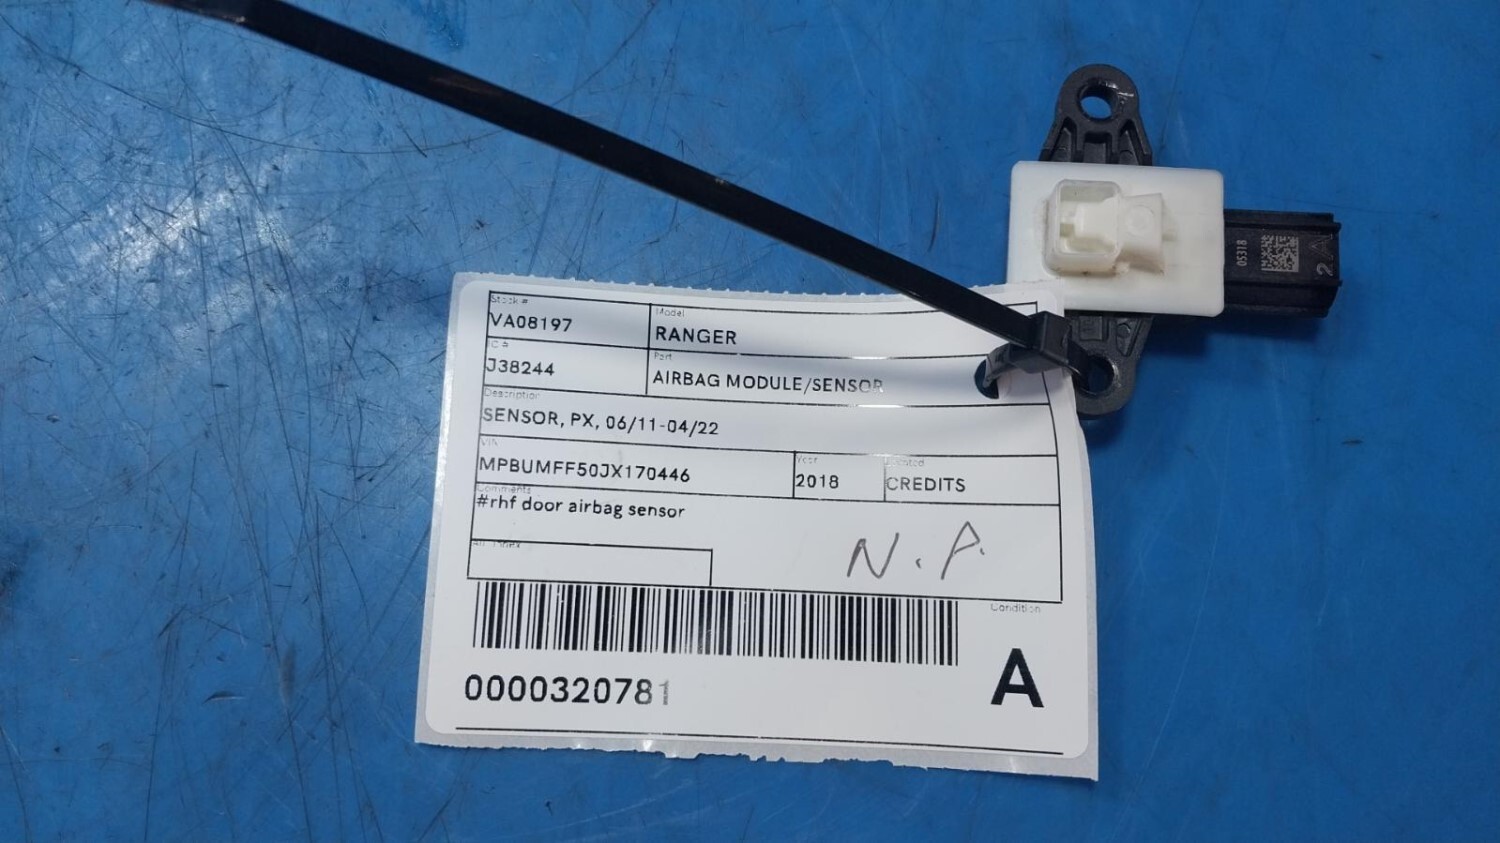 Stock #
VA08197
Model
RANGER
IC #
J38244
Part
AIRBAG MODULE/SENSOR
Description
SENSOR, PX, 06/11-04/22
VIN
MPBUMFF50JX170446
Year
2018
CREDITS
Comments
#rhf door airbag sensor
N.P.
Condition
A
0000320781
05318
2A